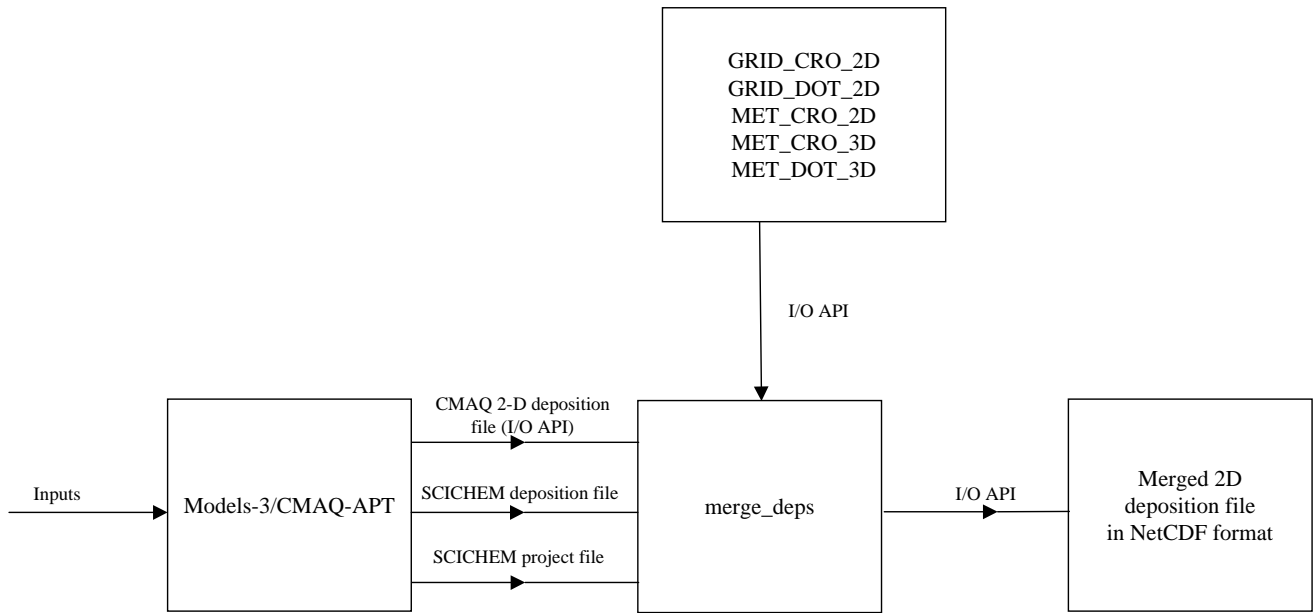 GRID_CRO_2D
GRID_DOT_2D
MET_CRO_2D
MET_CRO_3D
MET_DOT_3D
I/O API
Inputs
Models-3/CMAQ-APT
CMAQ 2-D deposition
file (I/O API)
SCICHEM deposition file
SCICHEM project file
merge_deps
I/O API
Merged 2D
deposition file
in NetCDF format